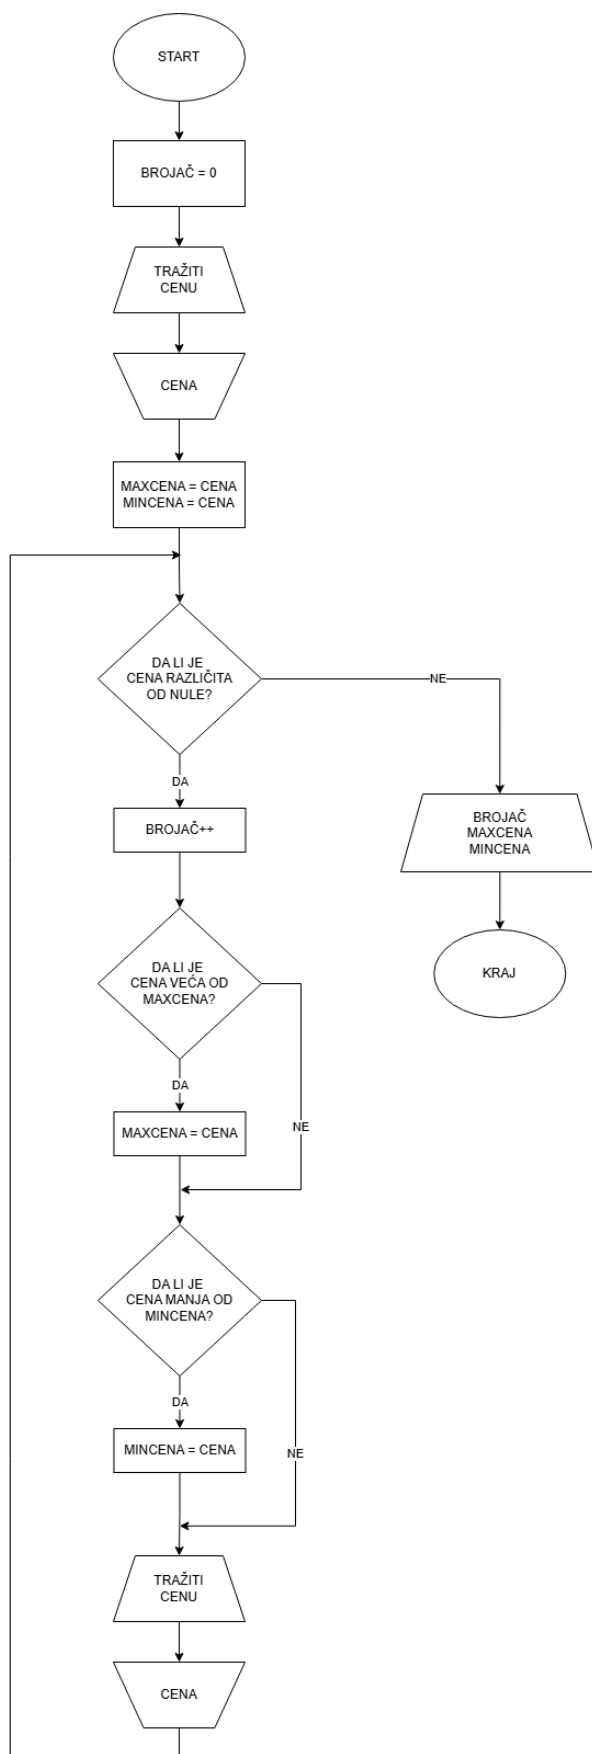 START
BROJAČ = 0
TRAŽITI
CENU
CENA
MAXCENA = CENA
MINCENA = CENA
DA LI JE
CENA RAZLIČITA
OD NULE?
NE
DA
BROJAČ++
BROJAČ
MAXCENA
MINCENA
KRAJ
DA LI JE
CENA VEĆA OD
MAXCENA?
DA
NE
MAXCENA = CENA
DA LI JE
CENA MANJA OD
MINCENA?
DA
NE
MINCENA = CENA
TRAŽITI
CENU
CENA